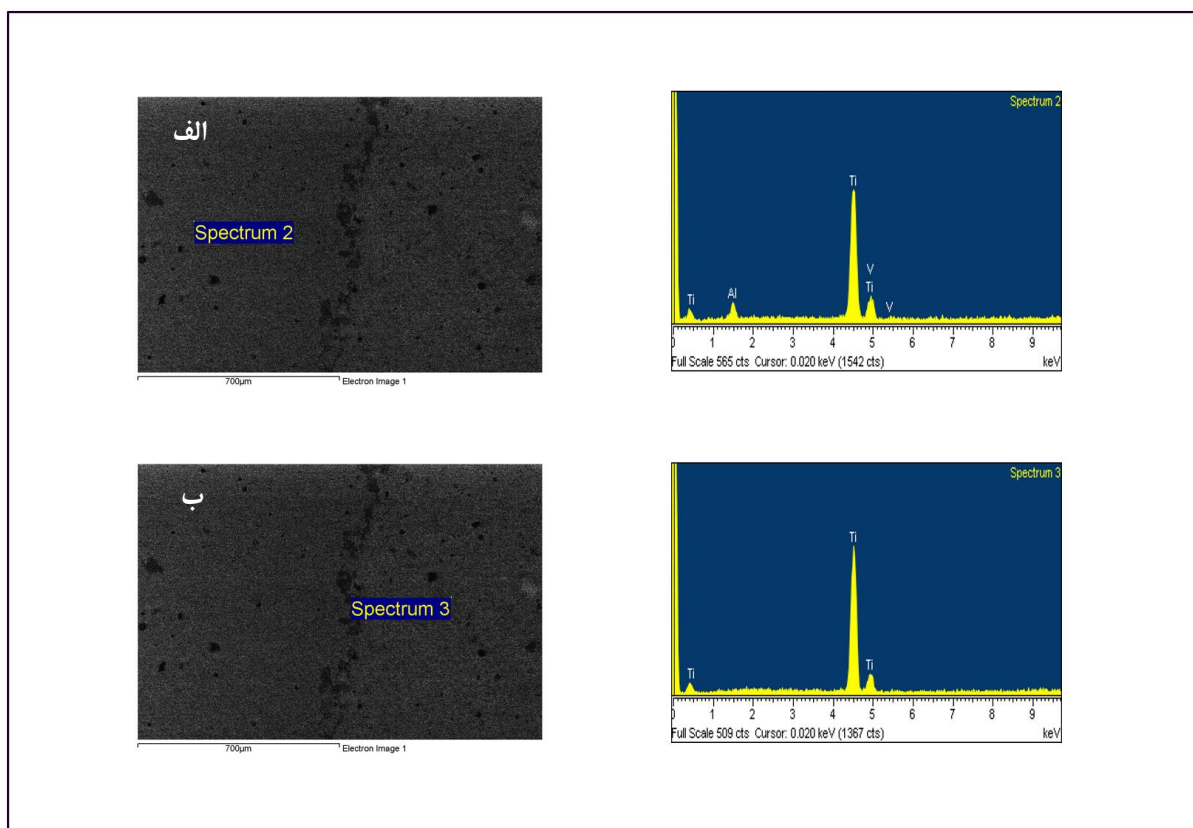 الف
Spectrum 2
700µm Electron Image 1
Spectrum 2
Ti
Al
Ti
V
Ti
V
0 1 2 3 4 5 6 7 8 9
Full Scale 565 cts Cursor: 0.020 keV (1542 cts) keV
ب
Spectrum 3
700µm Electron Image 1
Spectrum 3
Ti
Ti
Ti
0 1 2 3 4 5 6 7 8 9
Full Scale 509 cts Cursor: 0.020 keV (1367 cts) keV